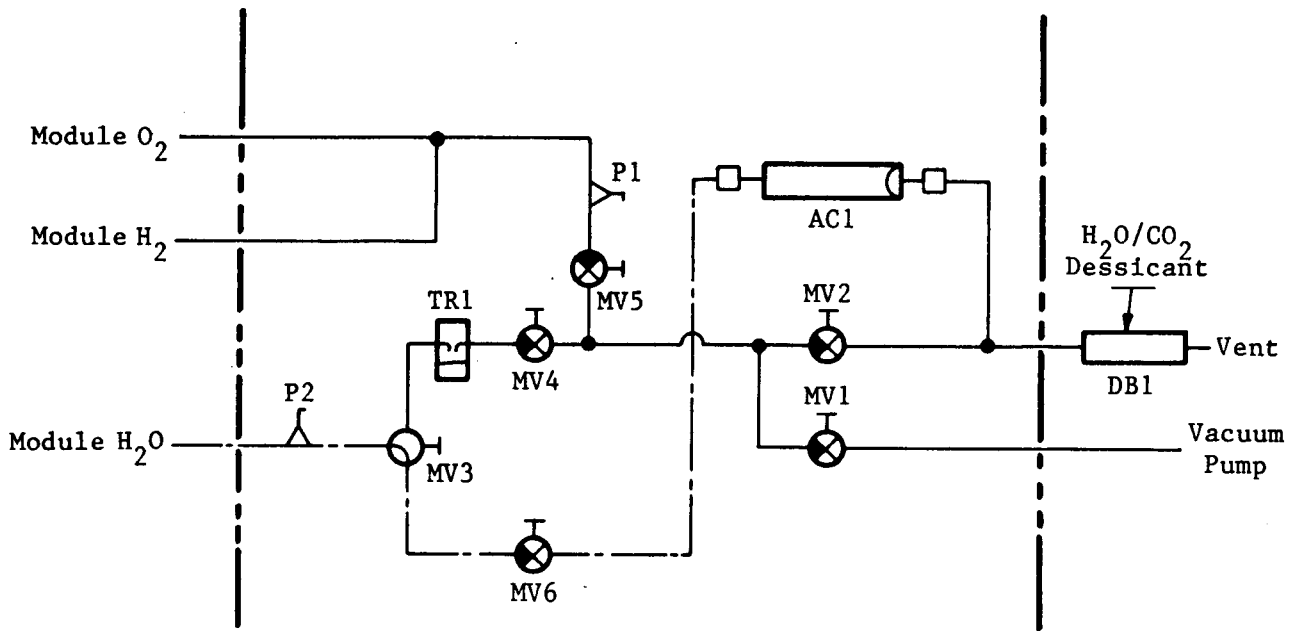 Module O₂
P1
AC1
Module H₂
H₂O/CO₂
Dessicant
MV5
TR1
MV2
Vent
MV4
DB1
P2
MV1
Module H₂O
MV3
Vacuum
Pump
MV6